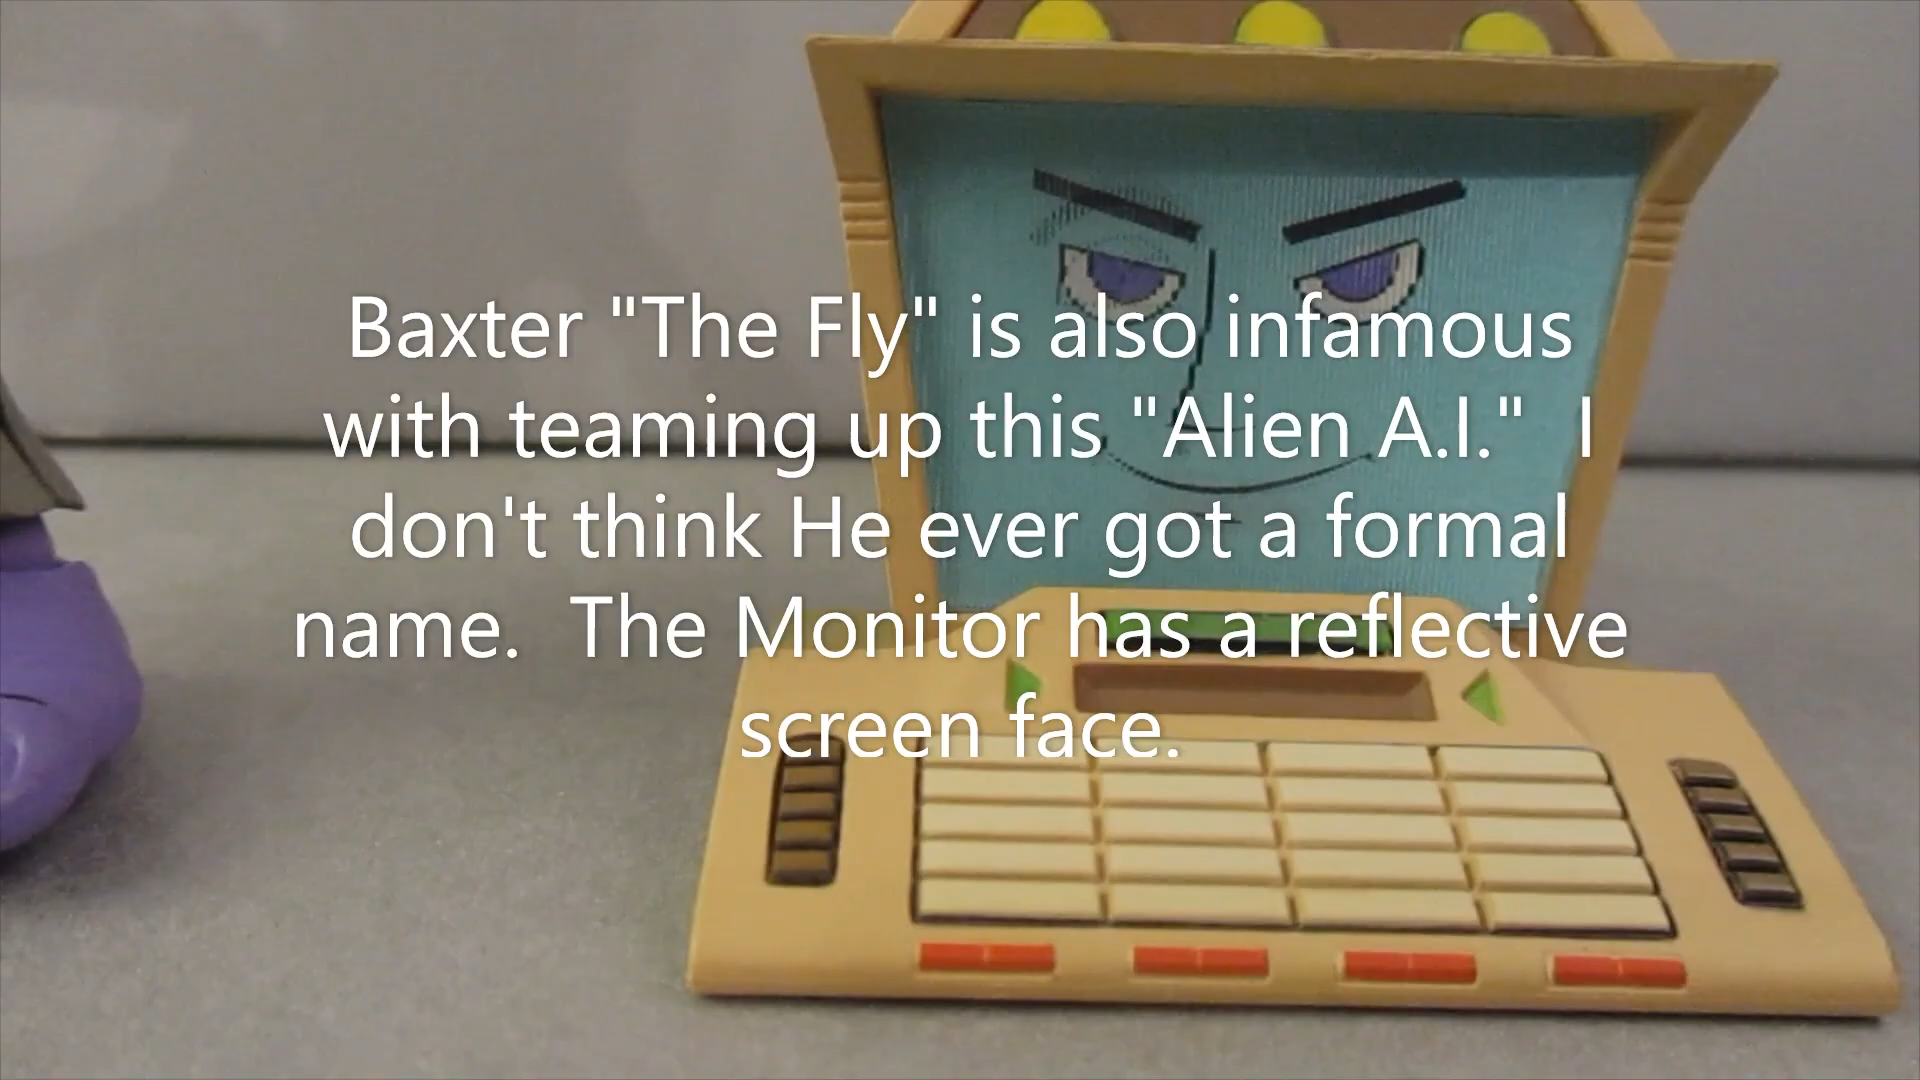 Baxter "The Fly" is also infamous
with teaming up this "Alien A.I."  I
don't think He ever got a formal
name.  The Monitor has a reflective
screen face.